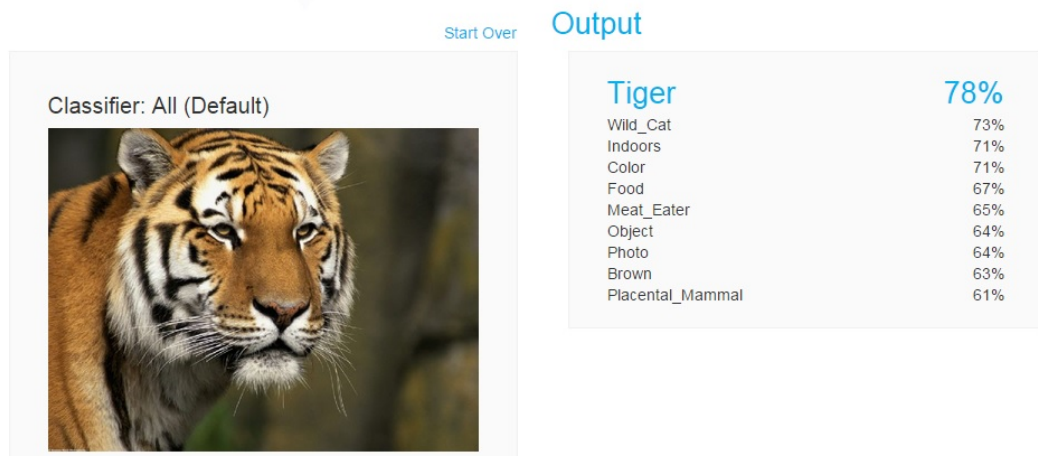 Start Over
Output
Classifier: All (Default)
Tiger 78%
Wild_Cat 73%
Indoors 71%
Color 71%
Food 67%
Meat_Eater 65%
Object 64%
Photo 64%
Brown 63%
Placental_Mammal 61%